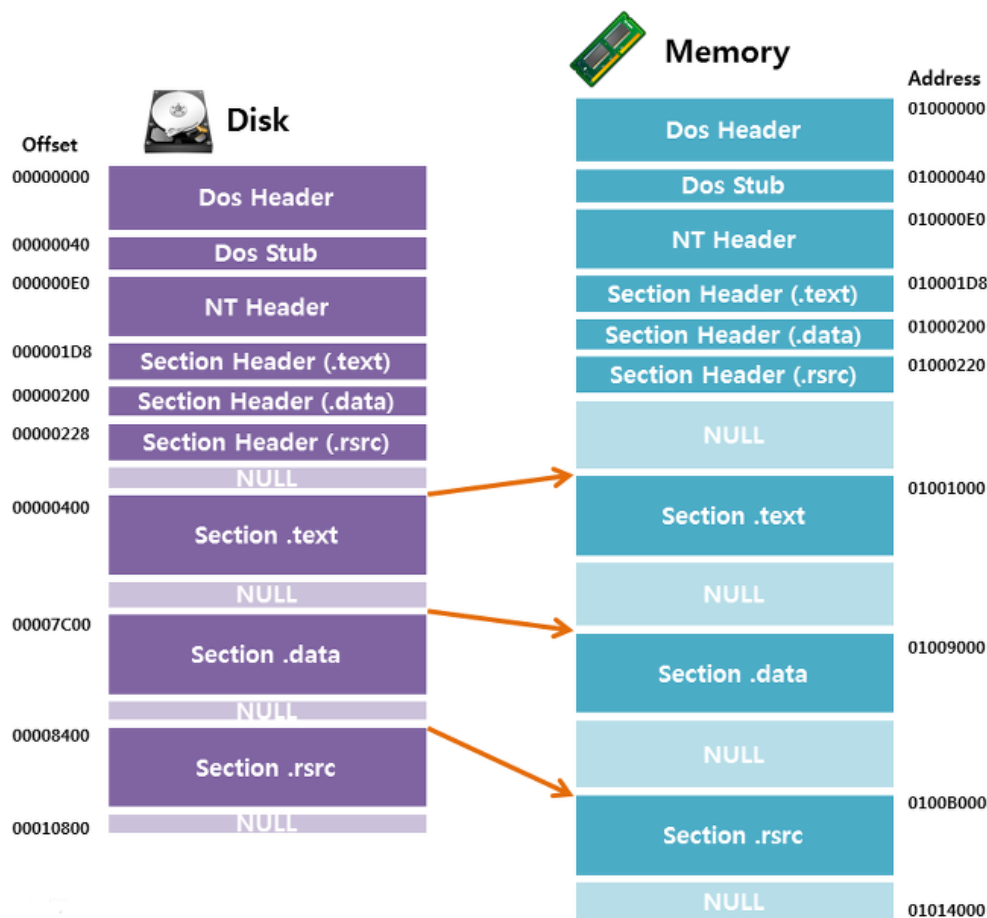 Memory
Address
Disk
Offset
00000000
Dos Header
00000040
Dos Stub
000000E0
NT Header
000001D8
Section Header (.text)
00000200
Section Header (.data)
00000228
Section Header (.rsrc)
NULL
00000400
Section .text
NULL
00007C00
Section .data
NULL
00008400
Section .rsrc
NULL
00010800
01000000
Dos Header
01000040
Dos Stub
010000E0
NT Header
010001D8
Section Header (.text)
01000200
Section Header (.data)
01000220
Section Header (.rsrc)
NULL
01001000
Section .text
NULL
01009000
Section .data
NULL
0100B000
Section .rsrc
NULL
01014000